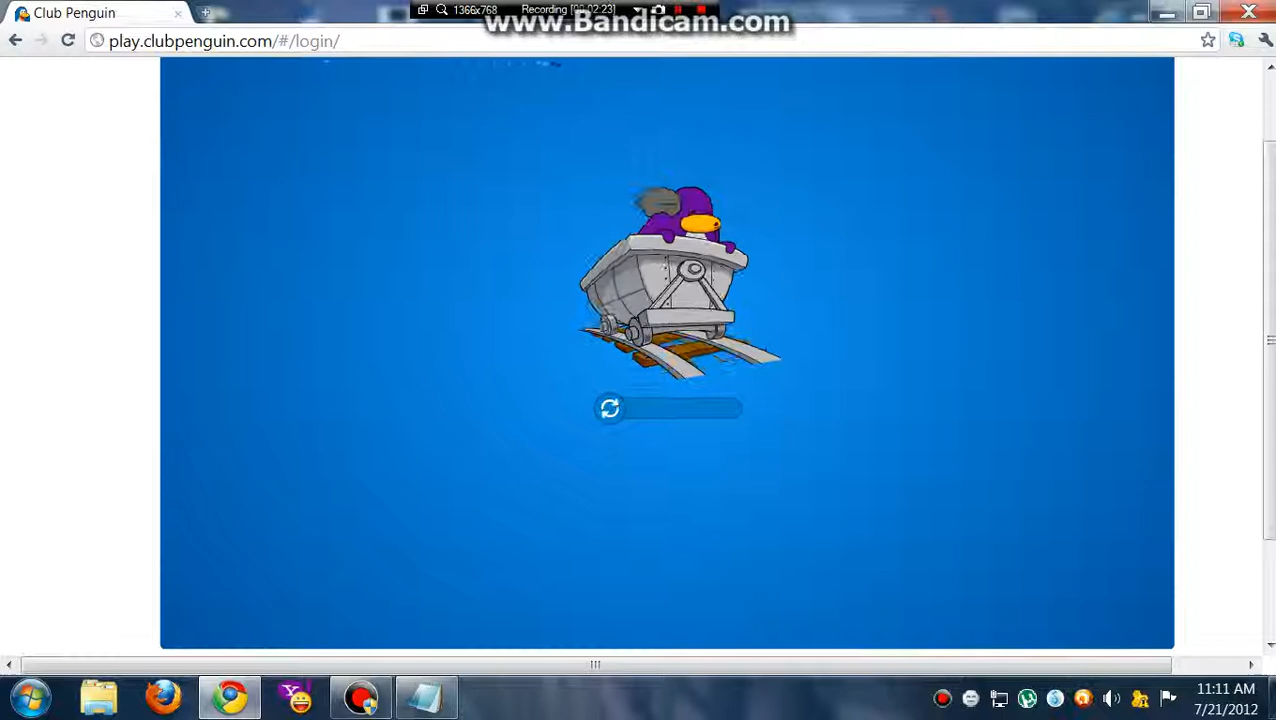 Club Penguin
1366x768
Recording [00:02:23]
www.Bandicam.com
play.clubpenguin.com/#/login/
11:11 AM
7/21/2012